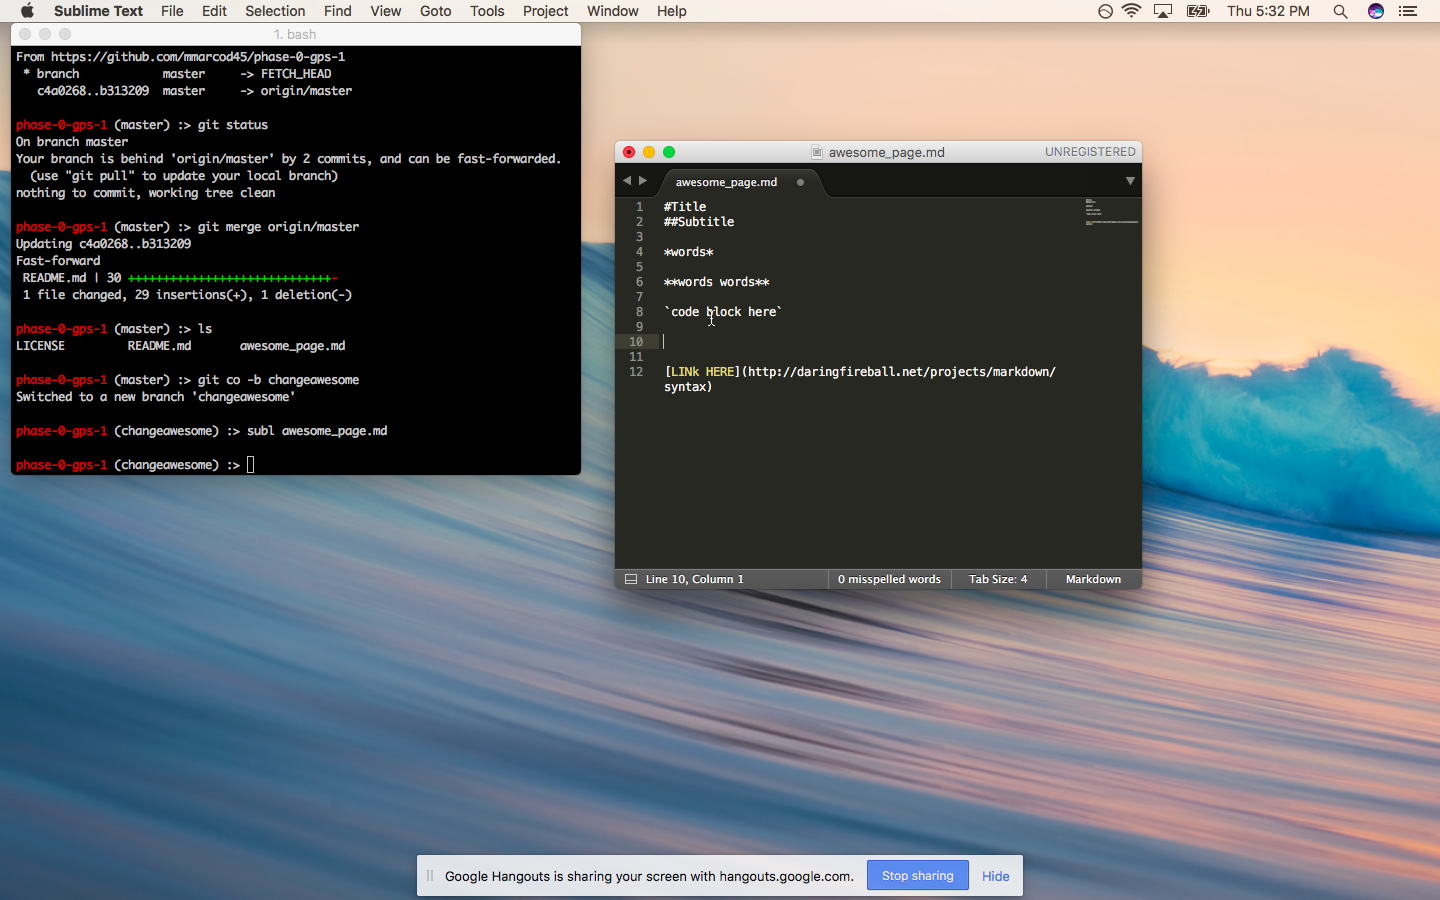 Sublime Text File Edit Selection Find View Goto Tools Project Window Help Thu 5:32 PM
1. bash
From https://github.com/mmarcod45/phase-0-gps-1
* branch master -> FETCH_HEAD
c4a0268..b313209 master -> origin/master
phase-0-gps-1 (master) :> git status
On branch master
Your branch is behind 'origin/master' by 2 commits, and can be fast-forwarded.
(use "git pull" to update your local branch)
nothing to commit, working tree clean
phase-0-gps-1 (master) :> git merge origin/master
Updating c4a0268..b313209
Fast-forward
README.md | 30 +++++++++++++++++++++++++++++-
1 file changed, 29 insertions(+), 1 deletion(-)
phase-0-gps-1 (master) :> ls
LICENSE README.md awesome_page.md
phase-0-gps-1 (master) :> git co -b changeawesome
Switched to a new branch 'changeawesome'
phase-0-gps-1 (changeawesome) :> subl awesome_page.md
phase-0-gps-1 (changeawesome) :>
awesome_page.md UNREGISTERED
awesome_page.md
1 #Title
2 ##Subtitle
3
4 *words*
5
6 **words words**
7
8 `code block here`
9
10
11
12 [LINk HERE](http://daringfireball.net/projects/markdown/
syntax)
Line 10, Column 1 0 misspelled words Tab Size: 4 Markdown
Google Hangouts is sharing your screen with hangouts.google.com. Stop sharing Hide